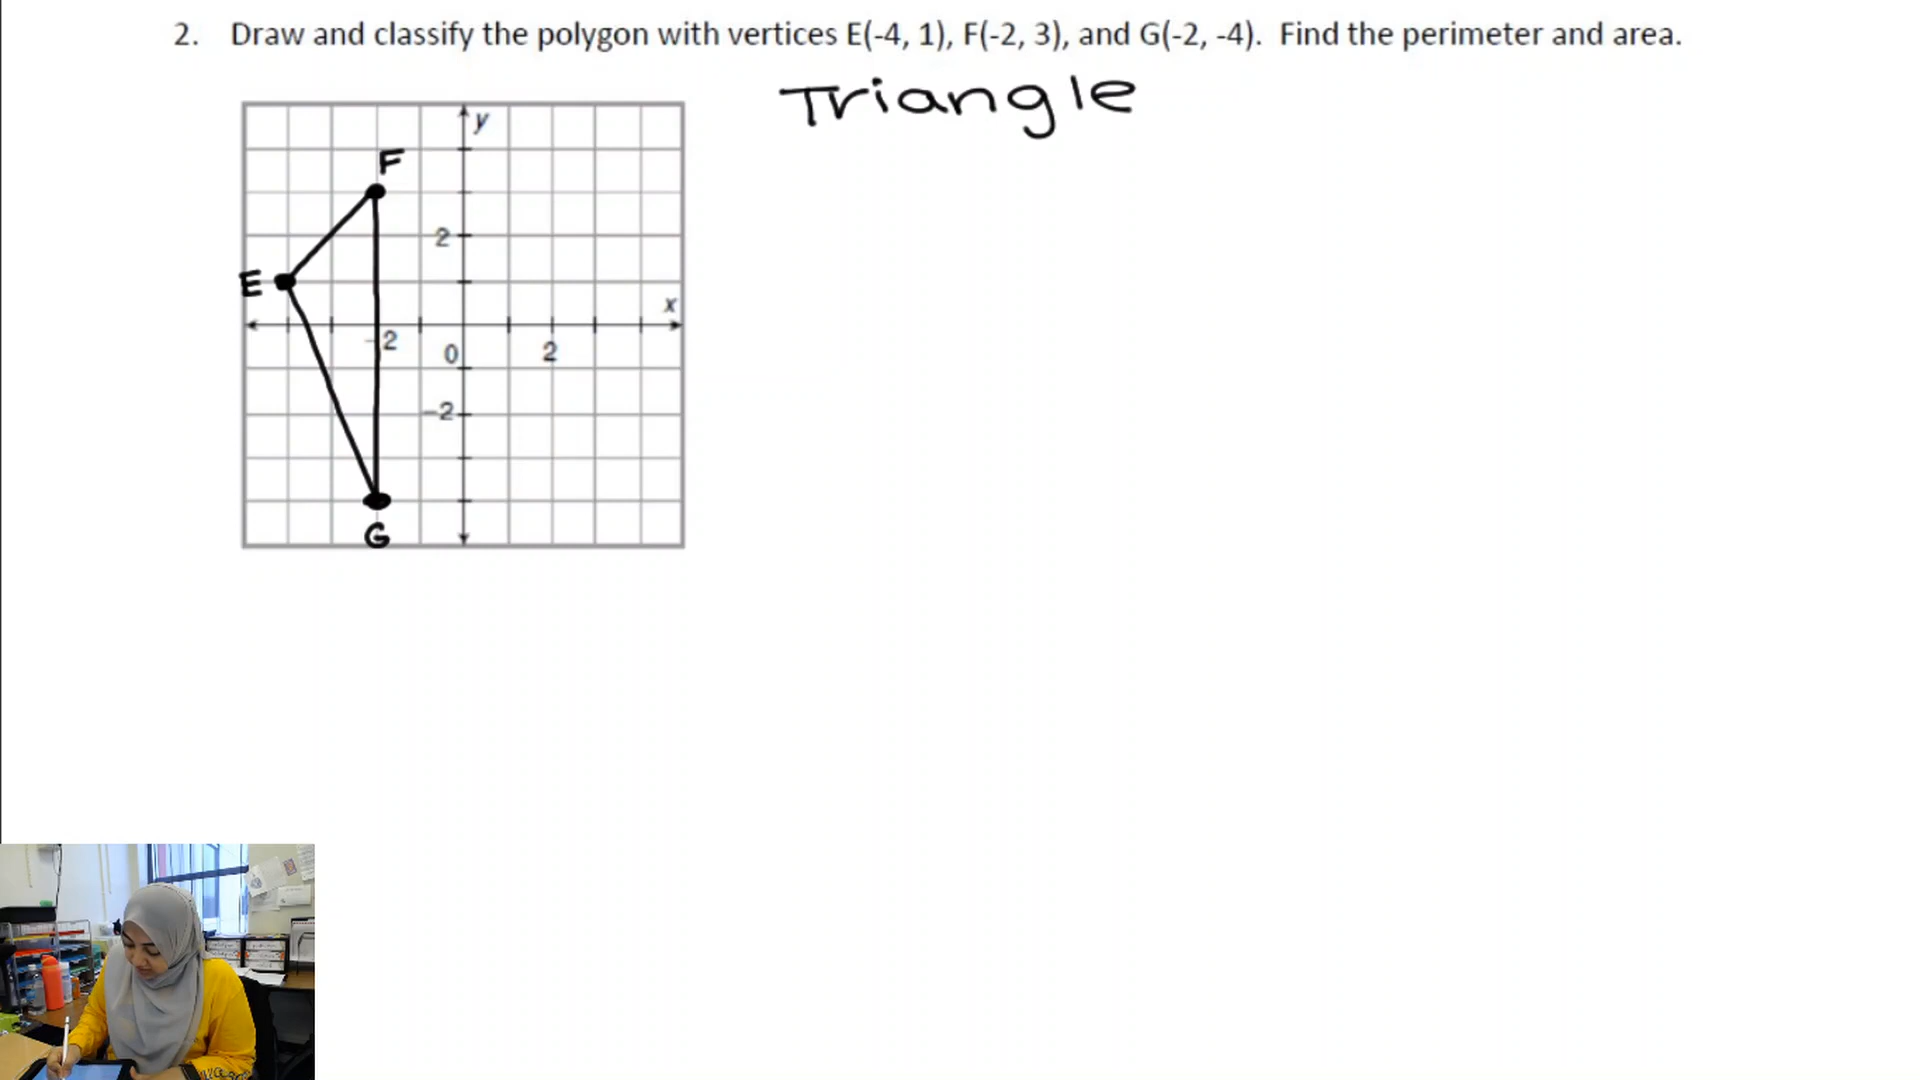 2. Draw and classify the polygon with vertices E(-4, 1), F(-2, 3), and G(-2, -4). Find the perimeter and area.
Triangle
y
F
2
E
x
-2
0
2
-2
G